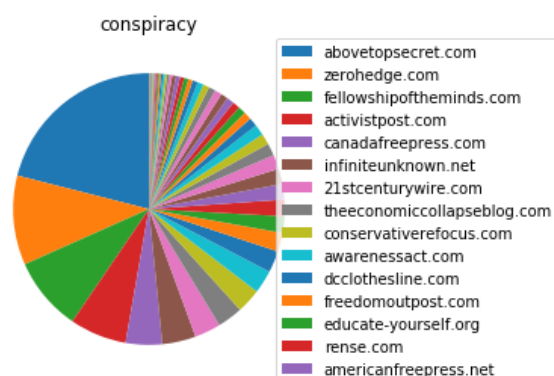 conspiracy
abovetopsecret.com
zerohedge.com
fellowshipoftheminds.com
activistpost.com
canadafreepress.com
infiniteunknown.net
21stcenturywire.com
theeconomiccollapseblog.com
conservativerefocus.com
awarenessact.com
dcclothesline.com
freedomoutpost.com
educate-yourself.org
rense.com
americanfreepress.net